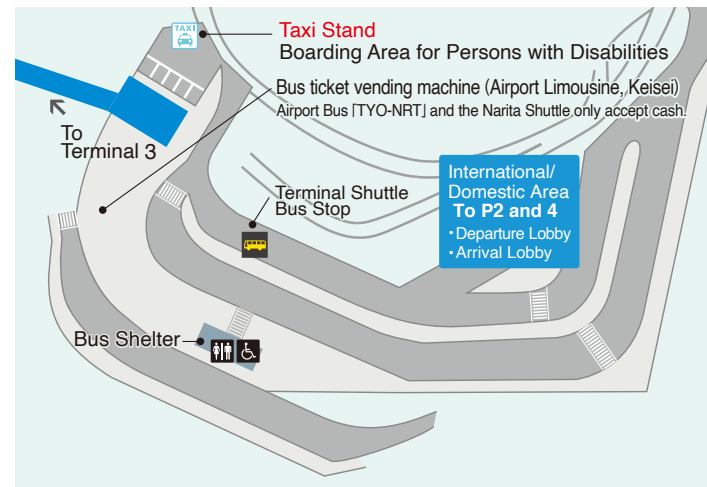 TAXI
Taxi Stand
Boarding Area for Persons with Disabilities
Bus ticket vending machine (Airport Limousine, Keisei)
Airport Bus「TYO-NRT」and the Narita Shuttle only accept cash.
To
Terminal 3
International/
Domestic Area
To P2 and 4
・Departure Lobby
・Arrival Lobby
Terminal Shuttle
Bus Stop
Bus Shelter